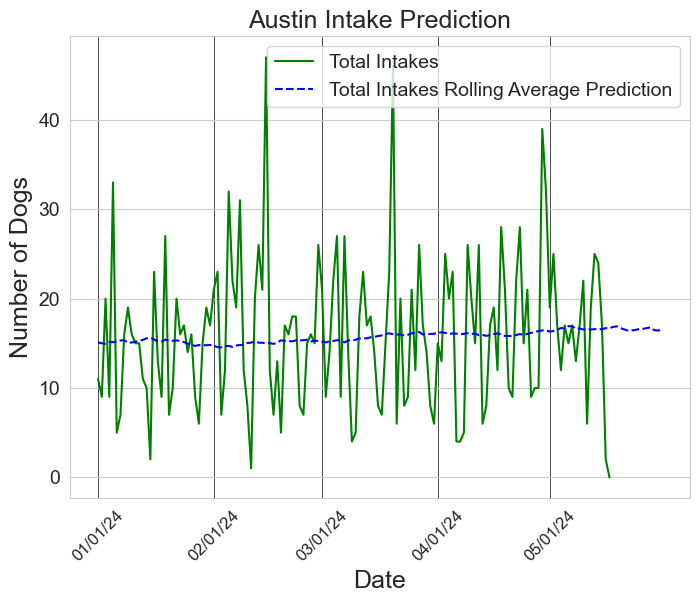 Austin Intake Prediction
Total Intakes
Total Intakes Rolling Average Prediction
Number of Dogs
40
30
20
10
0
01/01/24
02/01/24
03/01/24
04/01/24
05/01/24
Date